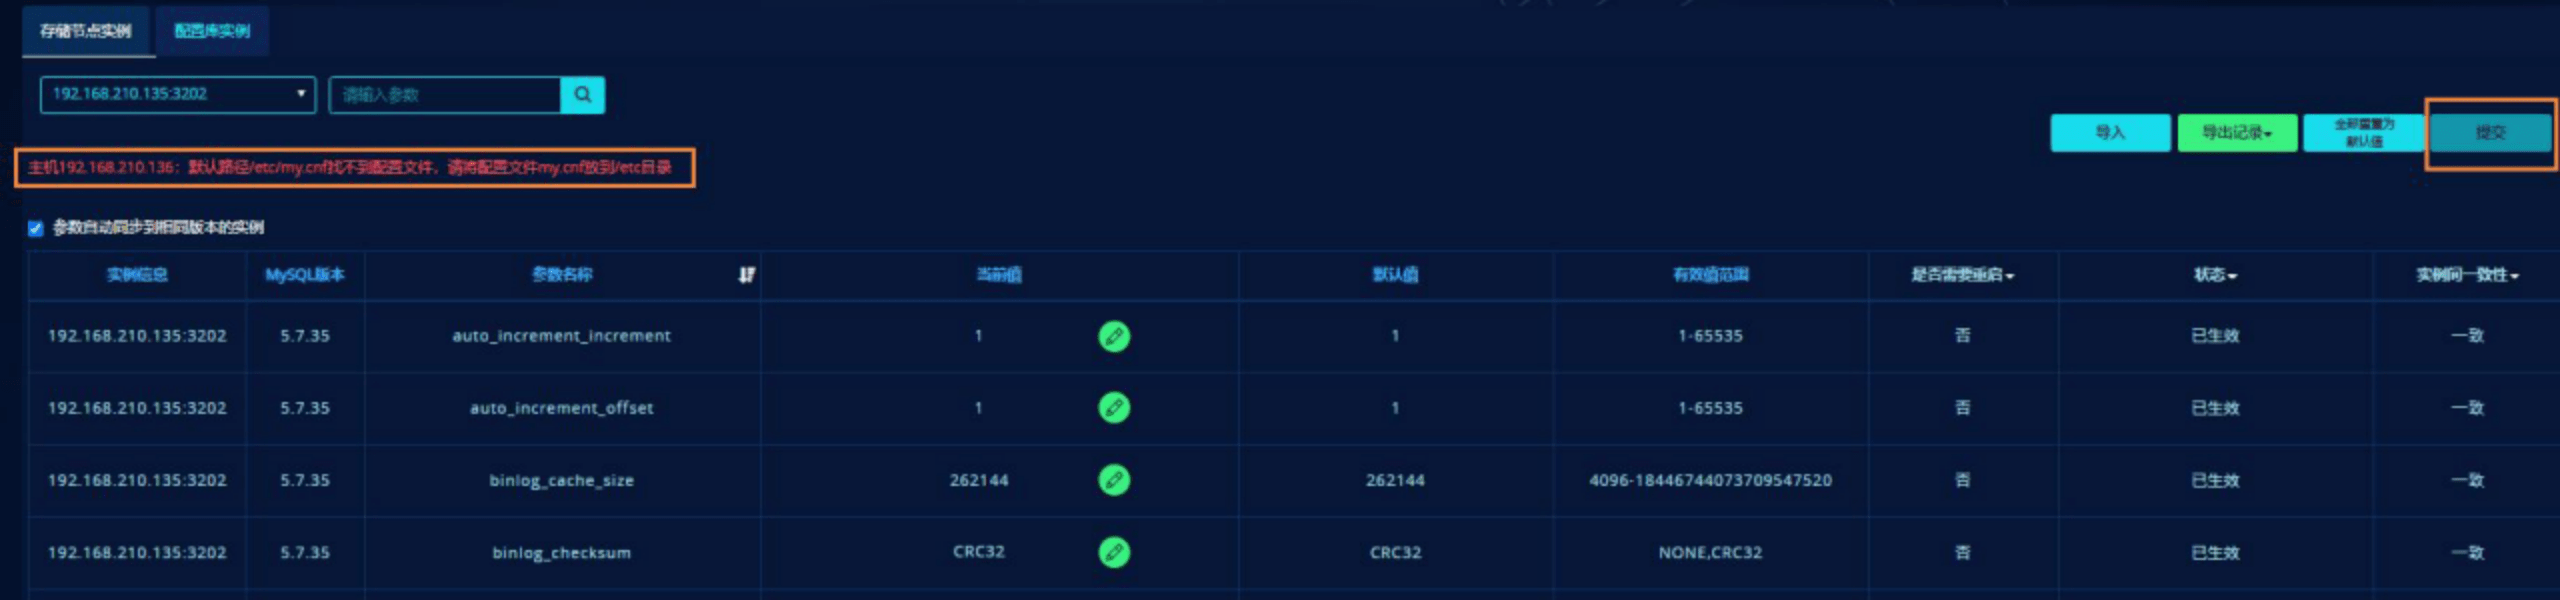 存储节点实例 配置库实例
192.168.210.135:3202 请输入参数
导入 导出记录 全部重置为默认值 提交
主机192.168.210.136：默认路径/etc/my.cnf找不到配置文件，请将配置文件my.cnf放到/etc目录
参数自动同步到相同版本的实例
实例信息 MySQL版本 参数名称 当前值 默认值 有效值范围 是否需要重启 状态 实例间一致性
192.168.210.135:3202 5.7.35 auto_increment_increment 1 1 1-65535 否 已生效 一致
192.168.210.135:3202 5.7.35 auto_increment_offset 1 1 1-65535 否 已生效 一致
192.168.210.135:3202 5.7.35 binlog_cache_size 262144 262144 4096-18446744073709547520 否 已生效 一致
192.168.210.135:3202 5.7.35 binlog_checksum CRC32 CRC32 NONE,CRC32 否 已生效 一致